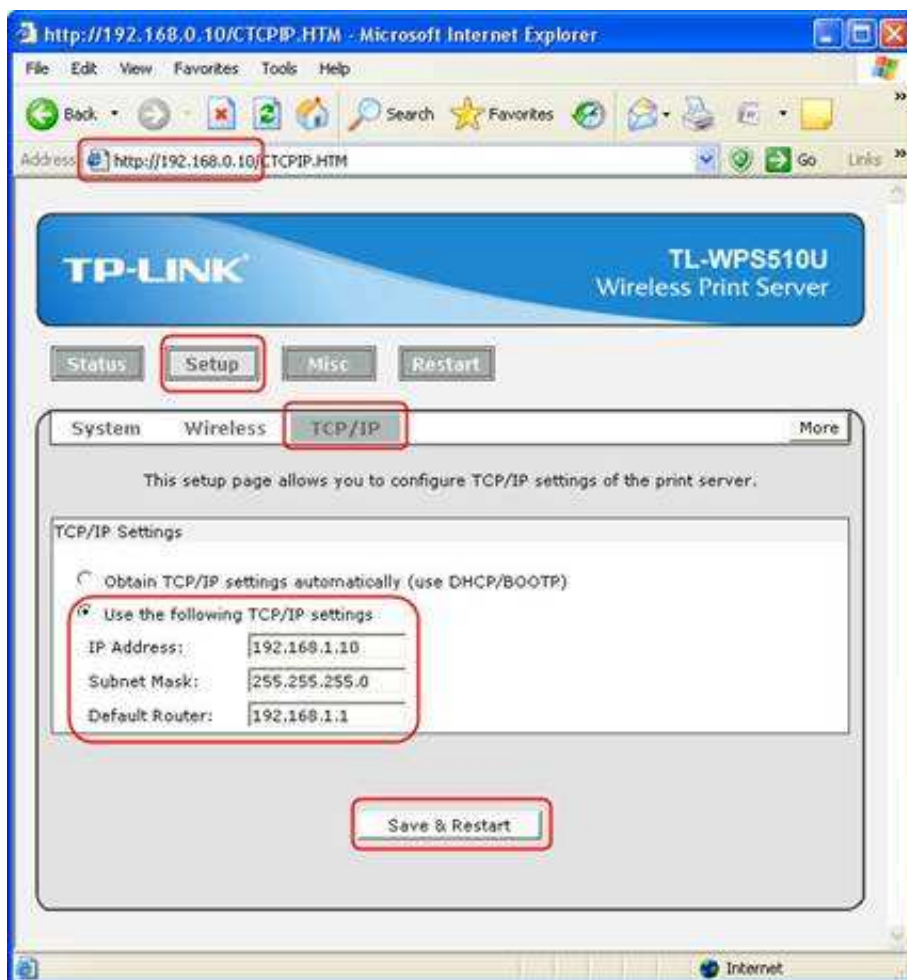 http://192.168.0.10/CTCPIP.HTM - Microsoft Internet Explorer
File Edit View Favorites Tools Help
Back Search Favorites
Address http://192.168.0.10/CTCPIP.HTM Go Links
TP-LINK
TL-WPS510U
Wireless Print Server
Status Setup Misc Restart
System Wireless TCP/IP More
This setup page allows you to configure TCP/IP settings of the print server.
TCP/IP Settings
Obtain TCP/IP settings automatically (use DHCP/BOOTP)
Use the following TCP/IP settings
IP Address: 192.168.1.10
Subnet Mask: 255.255.255.0
Default Router: 192.168.1.1
Save & Restart
Internet